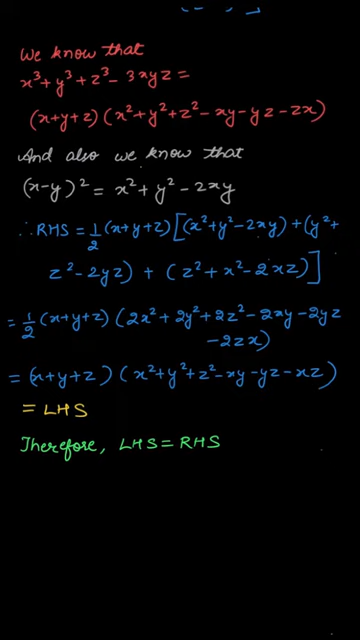 We know that
x³+y³+z³-3xyz=
(x+y+z)(x²+y²+z²-xy-yz-zx)
And also we know that
(x-y)²=x²+y²-2xy
∴RHS=1/2(x+y+z)[(x²+y²-2xy)+(y²+
z²-2yz)+(z²+x²-2xz)]
=1/2(x+y+z)(2x²+2y²+2z²-2xy-2yz
-2zx)
=(x+y+z)(x²+y²+z²-xy-yz-xz)
=LHS
Therefore, LHS=RHS